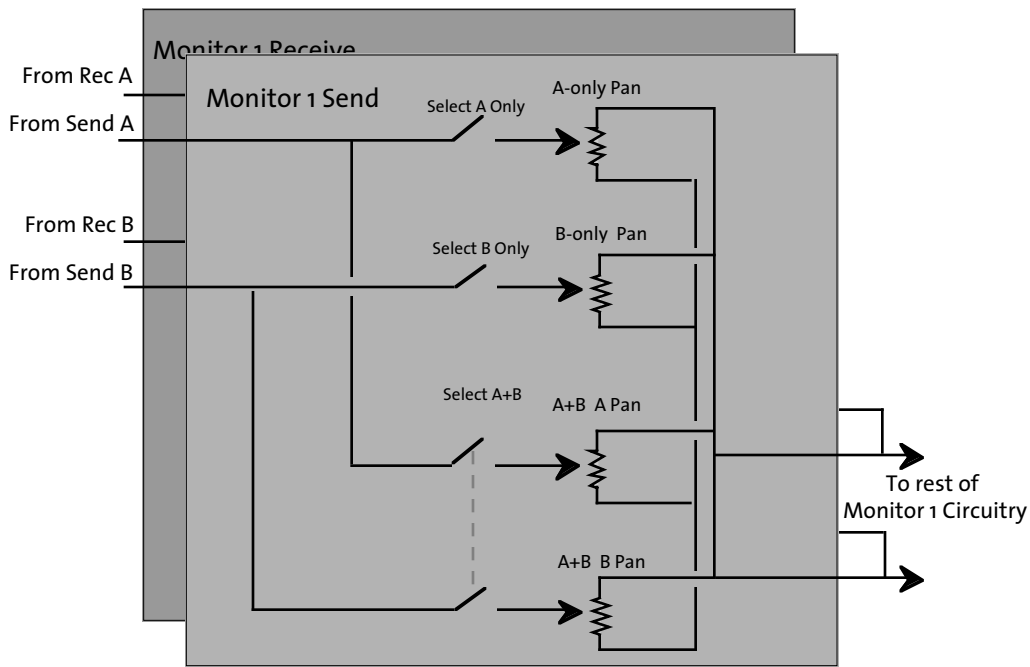 Monitor 1 Receive
From Rec A
Monitor 1 Send
A-only Pan
Select A Only
From Send A
From Rec B
B-only Pan
Select B Only
From Send B
Select A+B
A+B A Pan
To rest of
Monitor 1 Circuitry
A+B B Pan